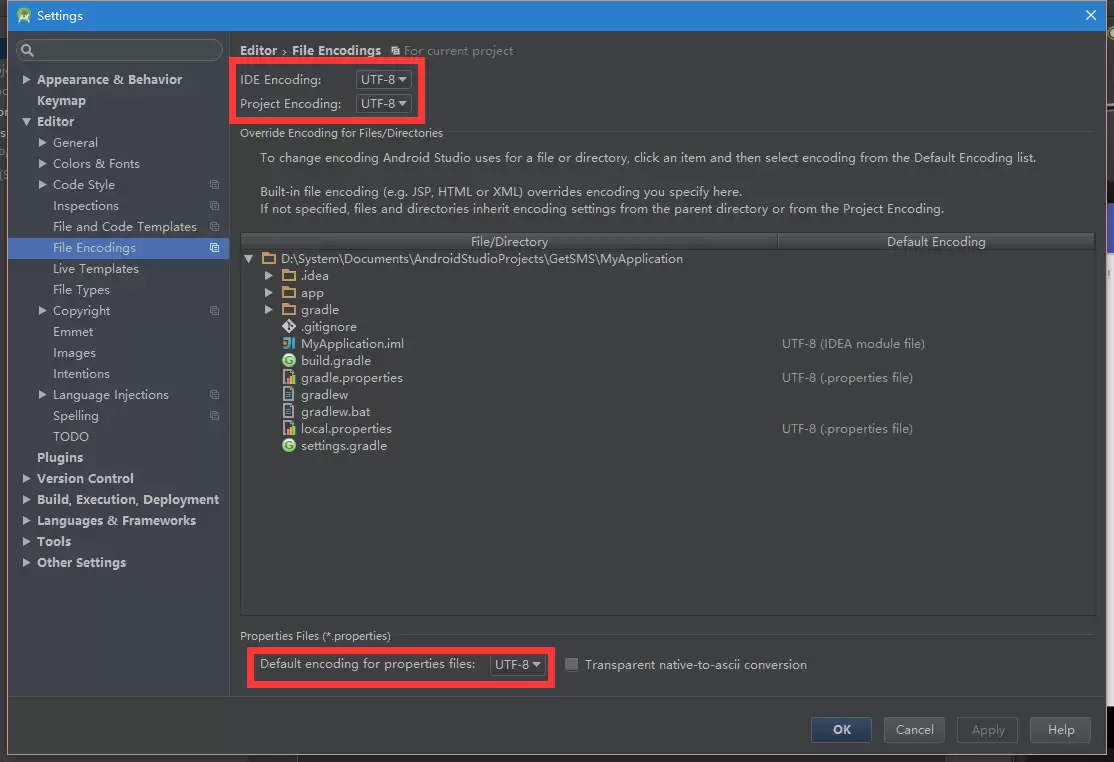 Settings
Editor › File Encodings For current project
Appearance & Behavior
Keymap
Editor
General
Colors & Fonts
Code Style
Inspections
File and Code Templates
File Encodings
Live Templates
File Types
Copyright
Emmet
Images
Intentions
Language Injections
Spelling
TODO
Plugins
Version Control
Build, Execution, Deployment
Languages & Frameworks
Tools
Other Settings
IDE Encoding: UTF-8
Project Encoding: UTF-8
Override Encoding for Files/Directories
To change encoding Android Studio uses for a file or directory, click an item and then select encoding from the Default Encoding list.
Built-in file encoding (e.g. JSP, HTML or XML) overrides encoding you specify here.
If not specified, files and directories inherit encoding settings from the parent directory or from the Project Encoding.
File/Directory Default Encoding
D:\System\Documents\AndroidStudioProjects\GetSMS\MyApplication
.idea
app
gradle
.gitignore
MyApplication.iml UTF-8 (IDEA module file)
build.gradle
gradle.properties UTF-8 (.properties file)
gradlew
gradlew.bat
local.properties UTF-8 (.properties file)
settings.gradle
Properties Files (*.properties)
Default encoding for properties files: UTF-8 Transparent native-to-ascii conversion
OK Cancel Apply Help